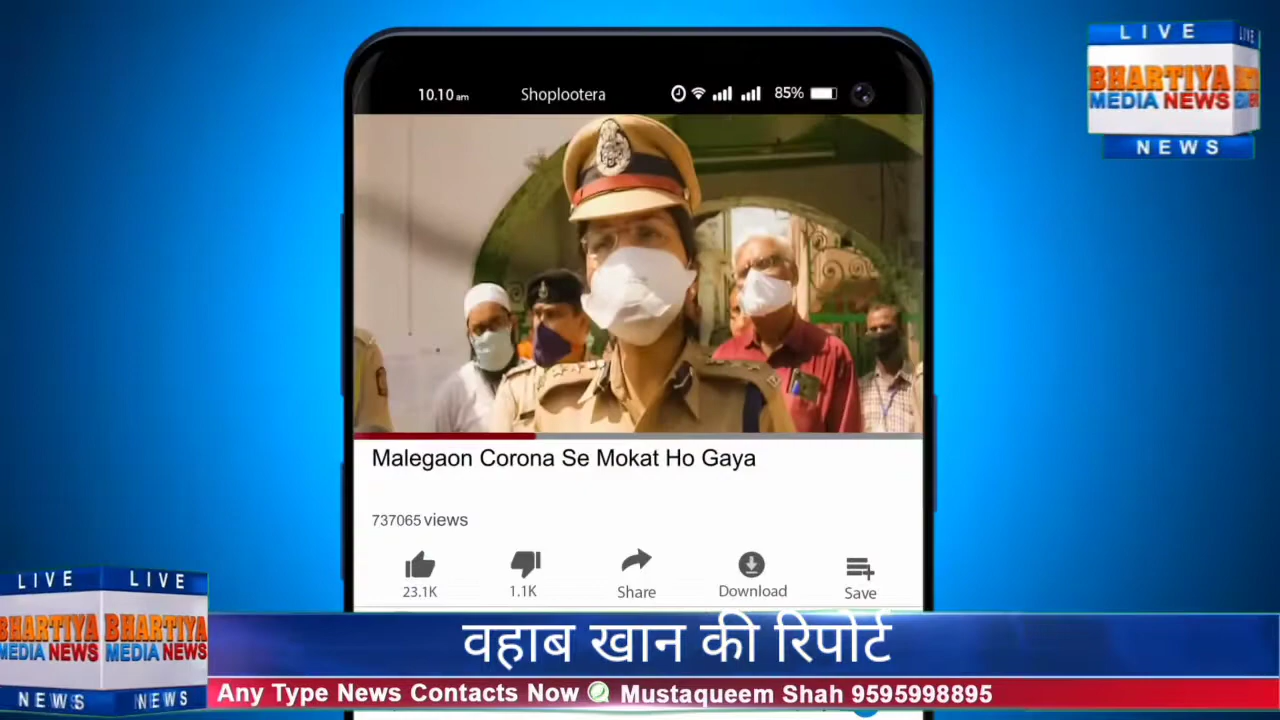 LIVE
LIVE
BHARTIYA
MEDIA NEWS
NEWS
10.10 am
Shoplootera
85%
Malegaon Corona Se Mokat Ho Gaya
737065 views
23.1K
1.1K
Share
Download
Save
LIVE
LIVE
BHARTIYA BHARTIYA
MEDIA NEWS MEDIA NEWS
NEWS
NEWS
वहाब खान की रिपोर्ट
Any Type News Contacts Now Mustaqueem Shah 9595998895